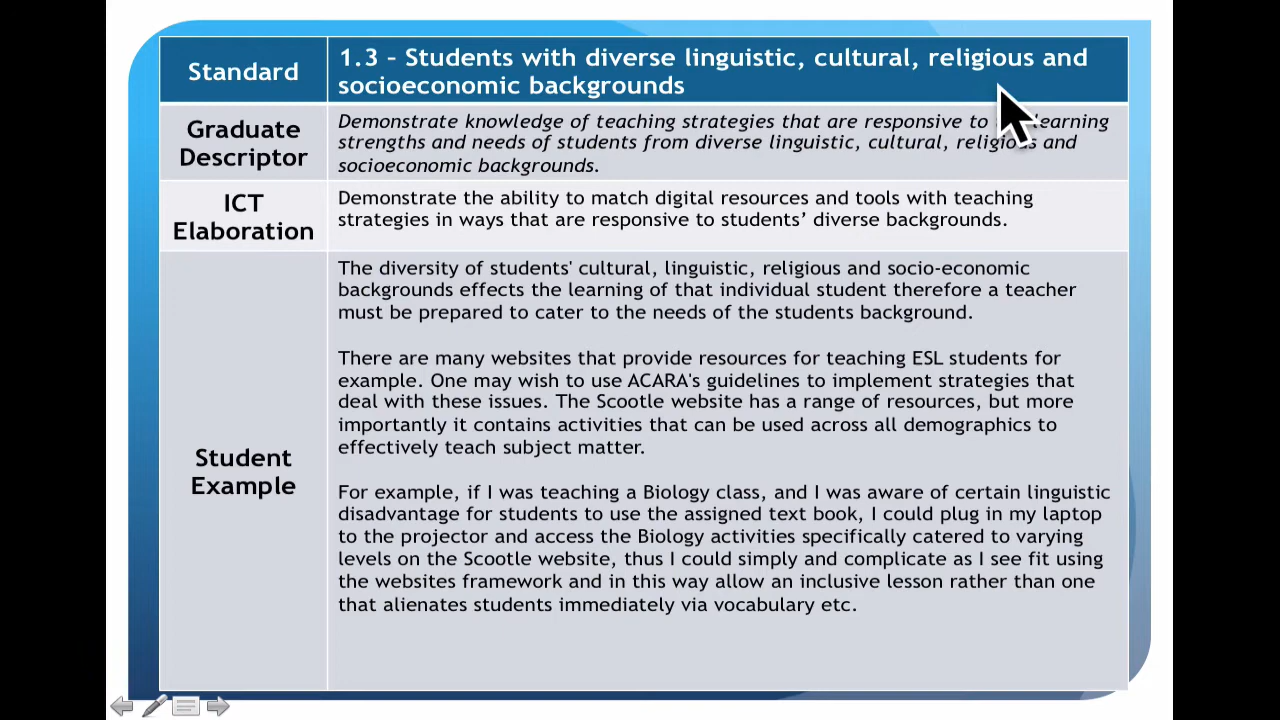 Standard
1.3 – Students with diverse linguistic, cultural, religious and
socioeconomic backgrounds
Graduate
Descriptor
Demonstrate knowledge of teaching strategies that are responsive to learning
strengths and needs of students from diverse linguistic, cultural, religious and
socioeconomic backgrounds.
ICT
Elaboration
Demonstrate the ability to match digital resources and tools with teaching
strategies in ways that are responsive to students’ diverse backgrounds.
Student
Example
The diversity of students' cultural, linguistic, religious and socio-economic
backgrounds effects the learning of that individual student therefore a teacher
must be prepared to cater to the needs of the students background.
There are many websites that provide resources for teaching ESL students for
example. One may wish to use ACARA's guidelines to implement strategies that
deal with these issues. The Scootle website has a range of resources, but more
importantly it contains activities that can be used across all demographics to
effectively teach subject matter.
For example, if I was teaching a Biology class, and I was aware of certain linguistic
disadvantage for students to use the assigned text book, I could plug in my laptop
to the projector and access the Biology activities specifically catered to varying
levels on the Scootle website, thus I could simply and complicate as I see fit using
the websites framework and in this way allow an inclusive lesson rather than one
that alienates students immediately via vocabulary etc.